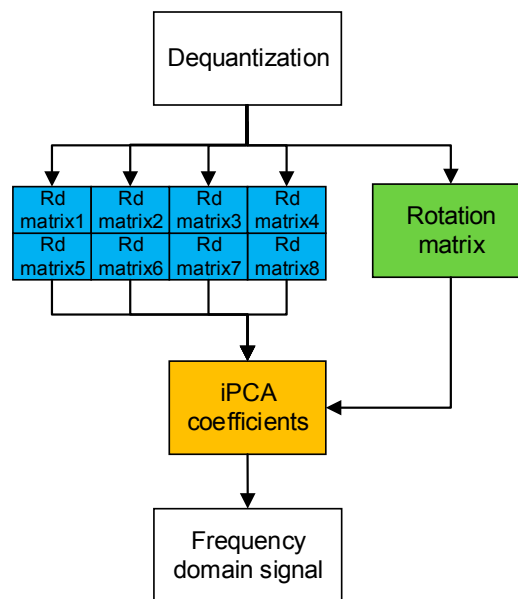 Dequantization
Rd Rd Rd Rd
matrix1 matrix2 matrix3 matrix4
Rd Rd Rd Rd
matrix5 matrix6 matrix7 matrix8
Rotation
matrix
iPCA
coefficients
Frequency
domain signal